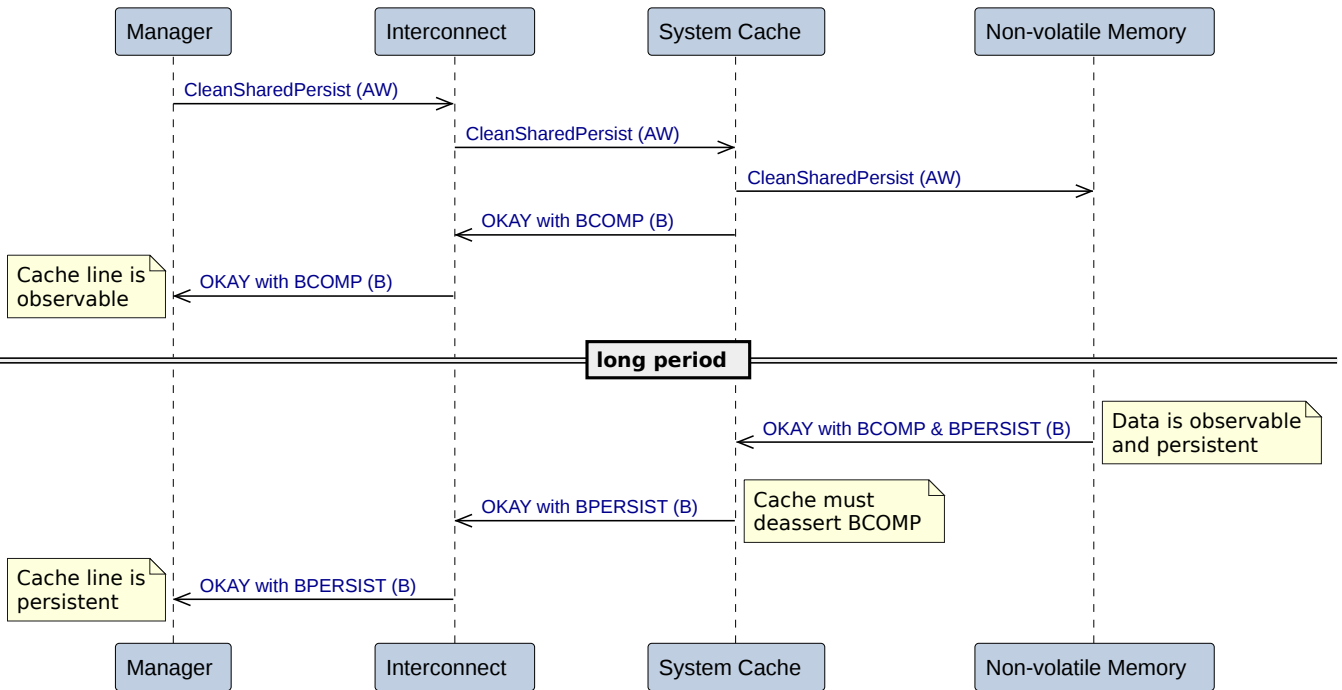 Manager
Interconnect
System Cache
Non-volatile Memory
CleanSharedPersist (AW)
CleanSharedPersist (AW)
CleanSharedPersist (AW)
OKAY with BCOMP (B)
Cache line is
observable
OKAY with BCOMP (B)
long period
OKAY with BCOMP & BPERSIST (B)
Data is observable
and persistent
OKAY with BPERSIST (B)
Cache must
deassert BCOMP
Cache line is
persistent
OKAY with BPERSIST (B)
Manager
Interconnect
System Cache
Non-volatile Memory